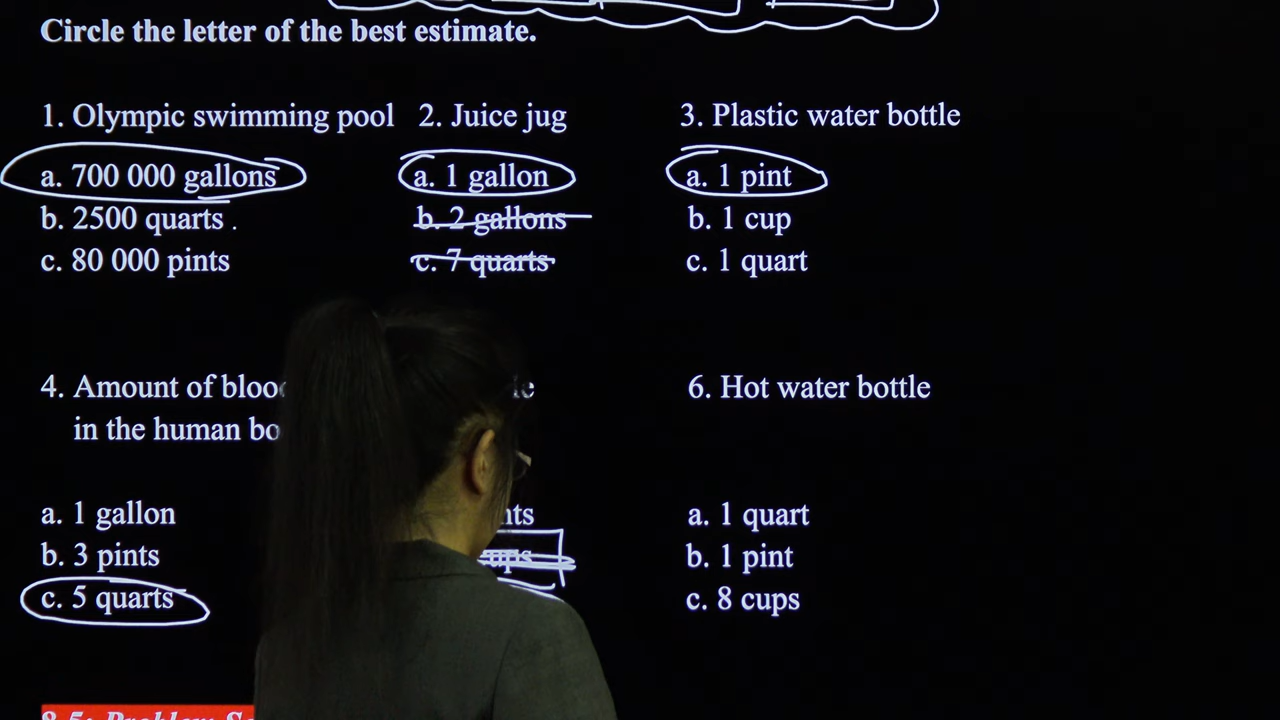 Circle the letter of the best estimate.
1. Olympic swimming pool
a. 700 000 gallons
b. 2500 quarts
c. 80 000 pints
2. Juice jug
a. 1 gallon
b. 2 gallons
c. 7 quarts
3. Plastic water bottle
a. 1 pint
b. 1 cup
c. 1 quart
4. Amount of
in the human
a. 1 gallon
b. 3 pints
c. 5 quarts
6. Hot water bottle
a. 1 quart
b. 1 pint
c. 8 cups